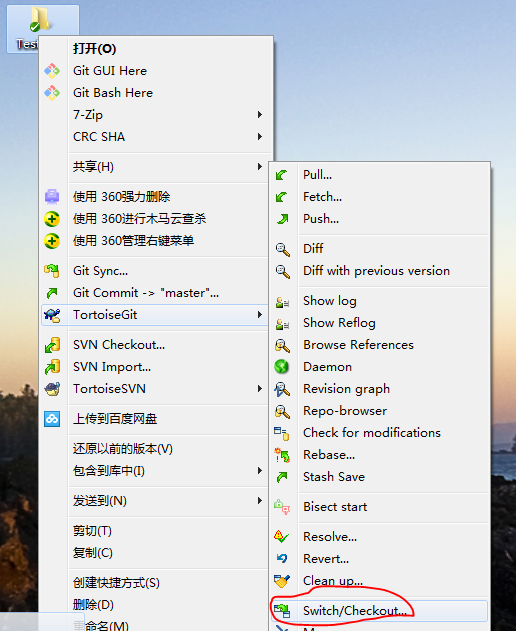 Tes
打开(O)
Git GUI Here
Git Bash Here
7-Zip
CRC SHA
共享(H)
使用 360强力删除
使用 360进行木马云查杀
使用 360管理右键菜单
Git Sync...
Git Commit -> "master"...
TortoiseGit
SVN Checkout...
SVN Import...
TortoiseSVN
上传到百度网盘
还原以前的版本(V)
包含到库中(I)
发送到(N)
剪切(T)
复制(C)
创建快捷方式(S)
删除(D)
重命名(M)
Pull...
Fetch...
Push...
Diff
Diff with previous version
Show log
Show Reflog
Browse References
Daemon
Revision graph
Repo-browser
Check for modifications
Rebase...
Stash Save
Bisect start
Resolve...
Revert...
Clean up...
Switch/Checkout...